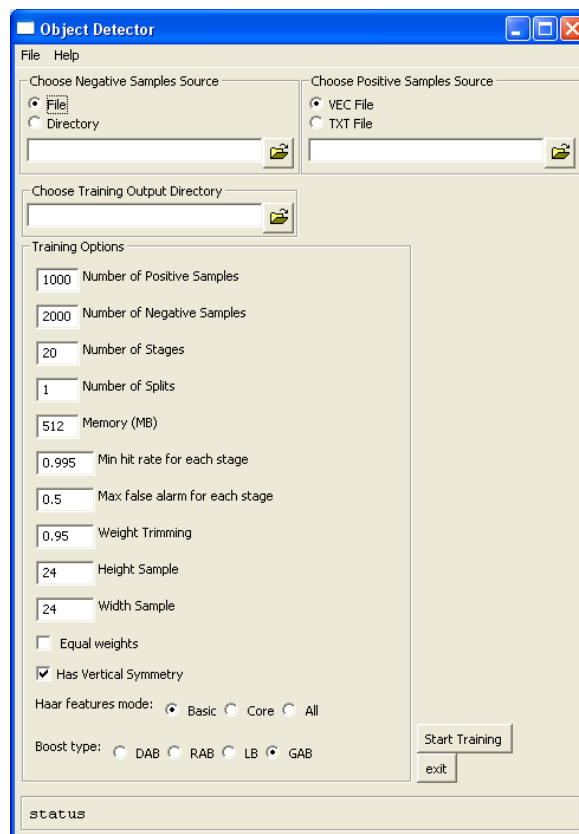 Object Detector
File Help
Choose Negative Samples Source
File
Directory
Choose Positive Samples Source
VEC File
TXT File
Choose Training Output Directory
Training Options
1000 Number of Positive Samples
2000 Number of Negative Samples
20 Number of Stages
1 Number of Splits
512 Memory (MB)
0.995 Min hit rate for each stage
0.5 Max false alarm for each stage
0.95 Weight Trimming
24 Height Sample
24 Width Sample
Equal weights
Has Vertical Symmetry
Haar features mode: Basic Core All
Boost type: DAB RAB LB GAB
Start Training
exit
status